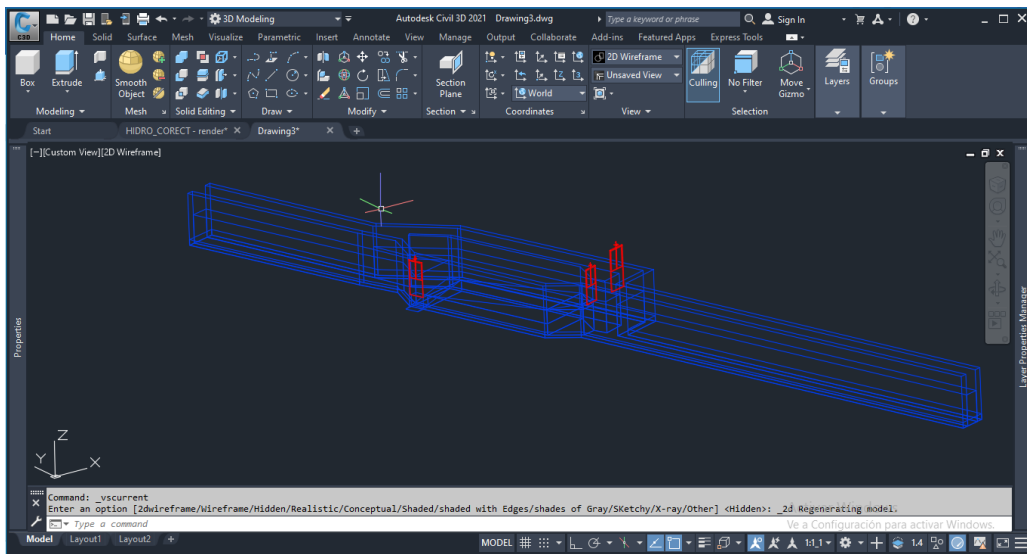 C3D
3D Modeling
Autodesk Civil 3D 2021 Drawing3.dwg
Type a keyword or phrase
Sign In
Home Solid Surface Mesh Visualize Parametric Insert Annotate View Manage Output Collaborate Add-ins Featured Apps Express Tools
Box
Extrude
Smooth
Object
Section
Plane
World
2D Wireframe
Unsaved View
Culling
No Filter
Move
Gizmo
Layers
Groups
Modeling Mesh Solid Editing Draw Modify Section Coordinates View Selection
Start HIDRO_CORECT - render* Drawing3*
[−][Custom View][2D Wireframe]
Properties
Layer Properties Manager
Z
Y
X
Command: _vscurrent
Enter an option [2dwireframe/Wireframe/Hidden/Realistic/Conceptual/Shaded/shaded with Edges/shades of Gray/SKetchy/X-ray/Other] <Hidden>: _2d Regenerating model.
Type a command
Ve a Configuración para activar Windows.
Model Layout1 Layout2 +
MODEL 1:1_1 1.4